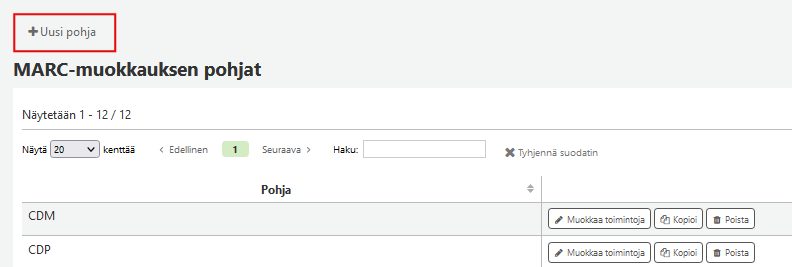 +Uusi pohja
MARC-muokkauksen pohjat
Näytetään 1 - 12 / 12
Näytä 20 kenttää Edellinen 1 Seuraava Haku: Tyhjennä suodatin
Pohja
CDM Muokkaa toimintoja Kopioi Poista
CDP Muokkaa toimintoja Kopioi Poista